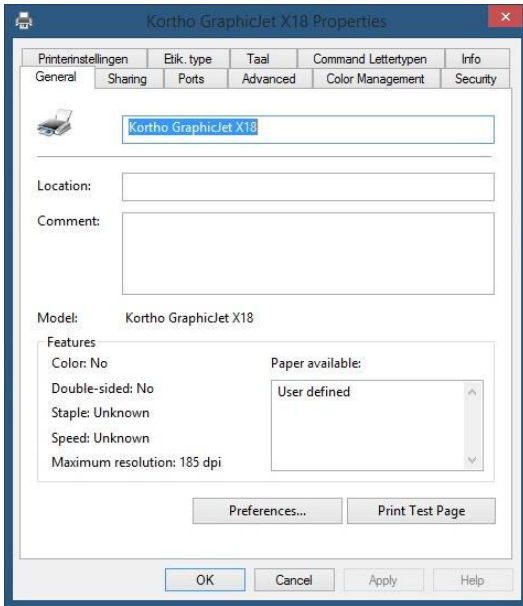 Kortho GraphicJet X18 Properties
Printerinstellingen Etik. type Taal Command Lettertypen Info
General Sharing Ports Advanced Color Management Security
Kortho GraphicJet X18
Location:
Comment:
Model: Kortho GraphicJet X18
Features
Color: No
Double-sided: No
Staple: Unknown
Speed: Unknown
Maximum resolution: 185 dpi
Paper available:
User defined
Preferences... Print Test Page
OK Cancel Apply Help